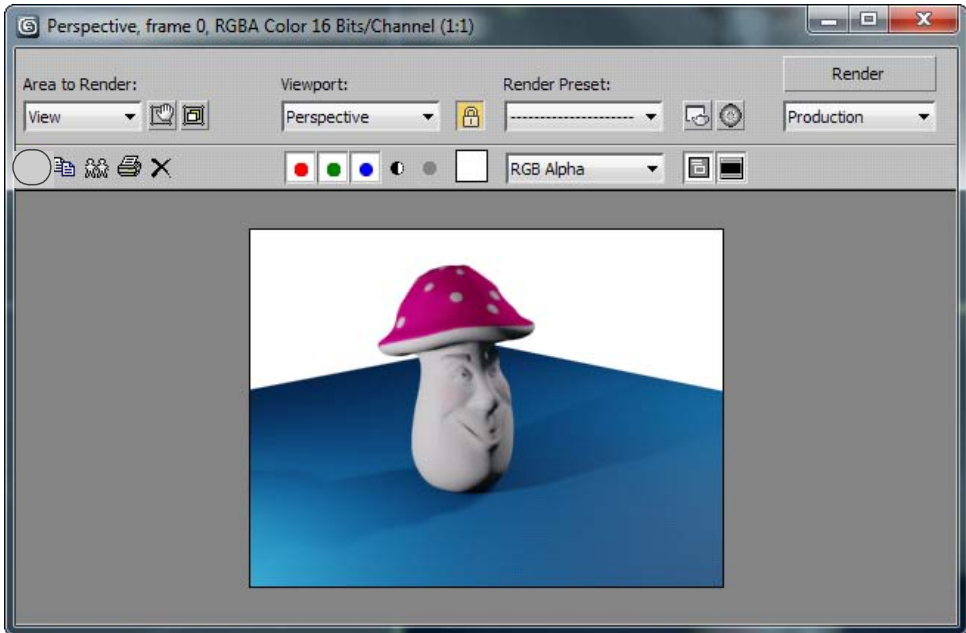 Perspective, frame 0, RGBA Color 16 Bits/Channel (1:1)
Area to Render:
Viewport:
Render Preset:
Render
View
Perspective
----------------------
Production
RGB Alpha